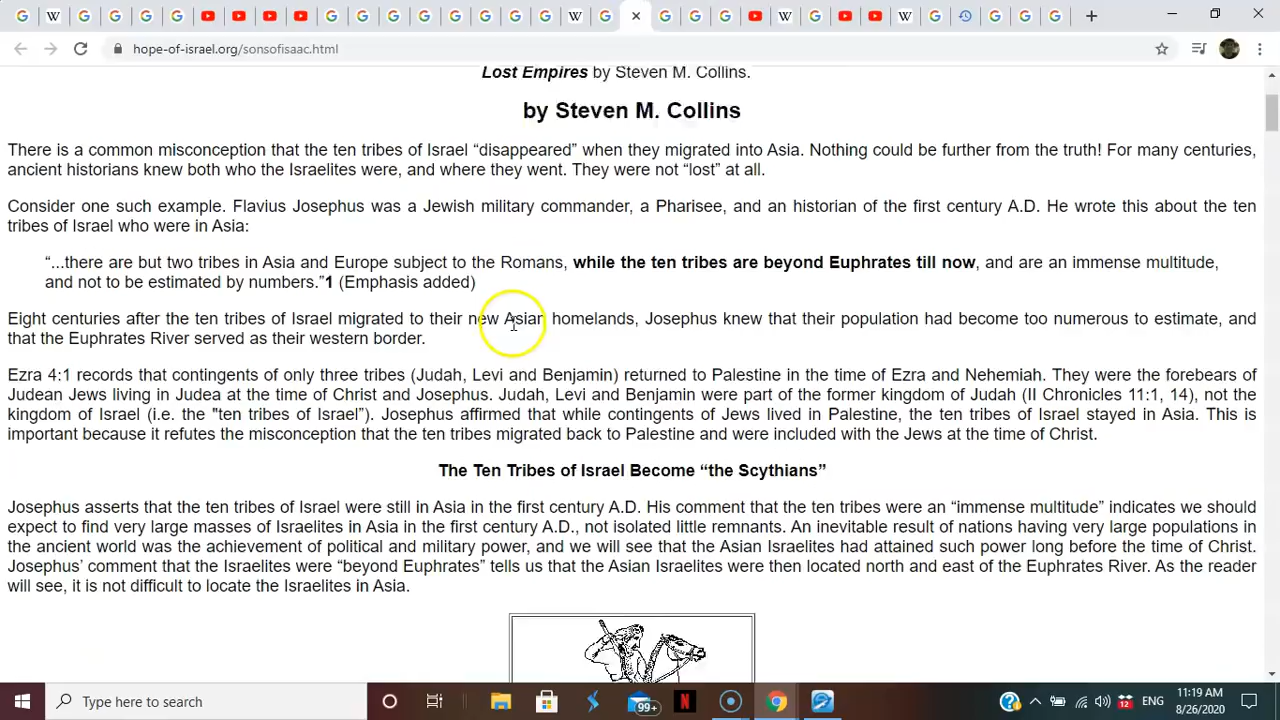 hope-of-israel.org/sonsofisaac.html
Lost Empires by Steven M. Collins.
by Steven M. Collins
There is a common misconception that the ten tribes of Israel “disappeared” when they migrated into Asia. Nothing could be further from the truth! For many centuries,
ancient historians knew both who the Israelites were, and where they went. They were not “lost” at all.
Consider one such example. Flavius Josephus was a Jewish military commander, a Pharisee, and an historian of the first century A.D. He wrote this about the ten
tribes of Israel who were in Asia:
“...there are but two tribes in Asia and Europe subject to the Romans, while the ten tribes are beyond Euphrates till now, and are an immense multitude,
and not to be estimated by numbers.”1 (Emphasis added)
Eight centuries after the ten tribes of Israel migrated to their new Asian homelands, Josephus knew that their population had become too numerous to estimate, and
that the Euphrates River served as their western border.
Ezra 4:1 records that contingents of only three tribes (Judah, Levi and Benjamin) returned to Palestine in the time of Ezra and Nehemiah. They were the forebears of
Judean Jews living in Judea at the time of Christ and Josephus. Judah, Levi and Benjamin were part of the former kingdom of Judah (II Chronicles 11:1, 14), not the
kingdom of Israel (i.e. the "ten tribes of Israel”). Josephus affirmed that while contingents of Jews lived in Palestine, the ten tribes of Israel stayed in Asia. This is
important because it refutes the misconception that the ten tribes migrated back to Palestine and were included with the Jews at the time of Christ.
The Ten Tribes of Israel Become “the Scythians”
Josephus asserts that the ten tribes of Israel were still in Asia in the first century A.D. His comment that the ten tribes were an “immense multitude” indicates we should
expect to find very large masses of Israelites in Asia in the first century A.D., not isolated little remnants. An inevitable result of nations having very large populations in
the ancient world was the achievement of political and military power, and we will see that the Asian Israelites had attained such power long before the time of Christ.
Josephus’ comment that the Israelites were “beyond Euphrates” tells us that the Asian Israelites were then located north and east of the Euphrates River. As the reader
will see, it is not difficult to locate the Israelites in Asia.
Type here to search
99+
N
12
ENG
11:19 AM
8/26/2020